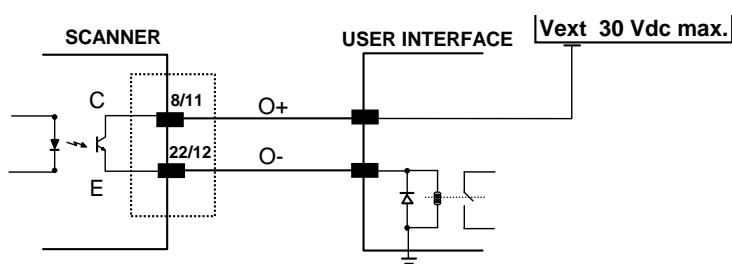 SCANNER
USER INTERFACE
Vext 30 Vdc max.
C
8/11
O+
22/12
O-
E